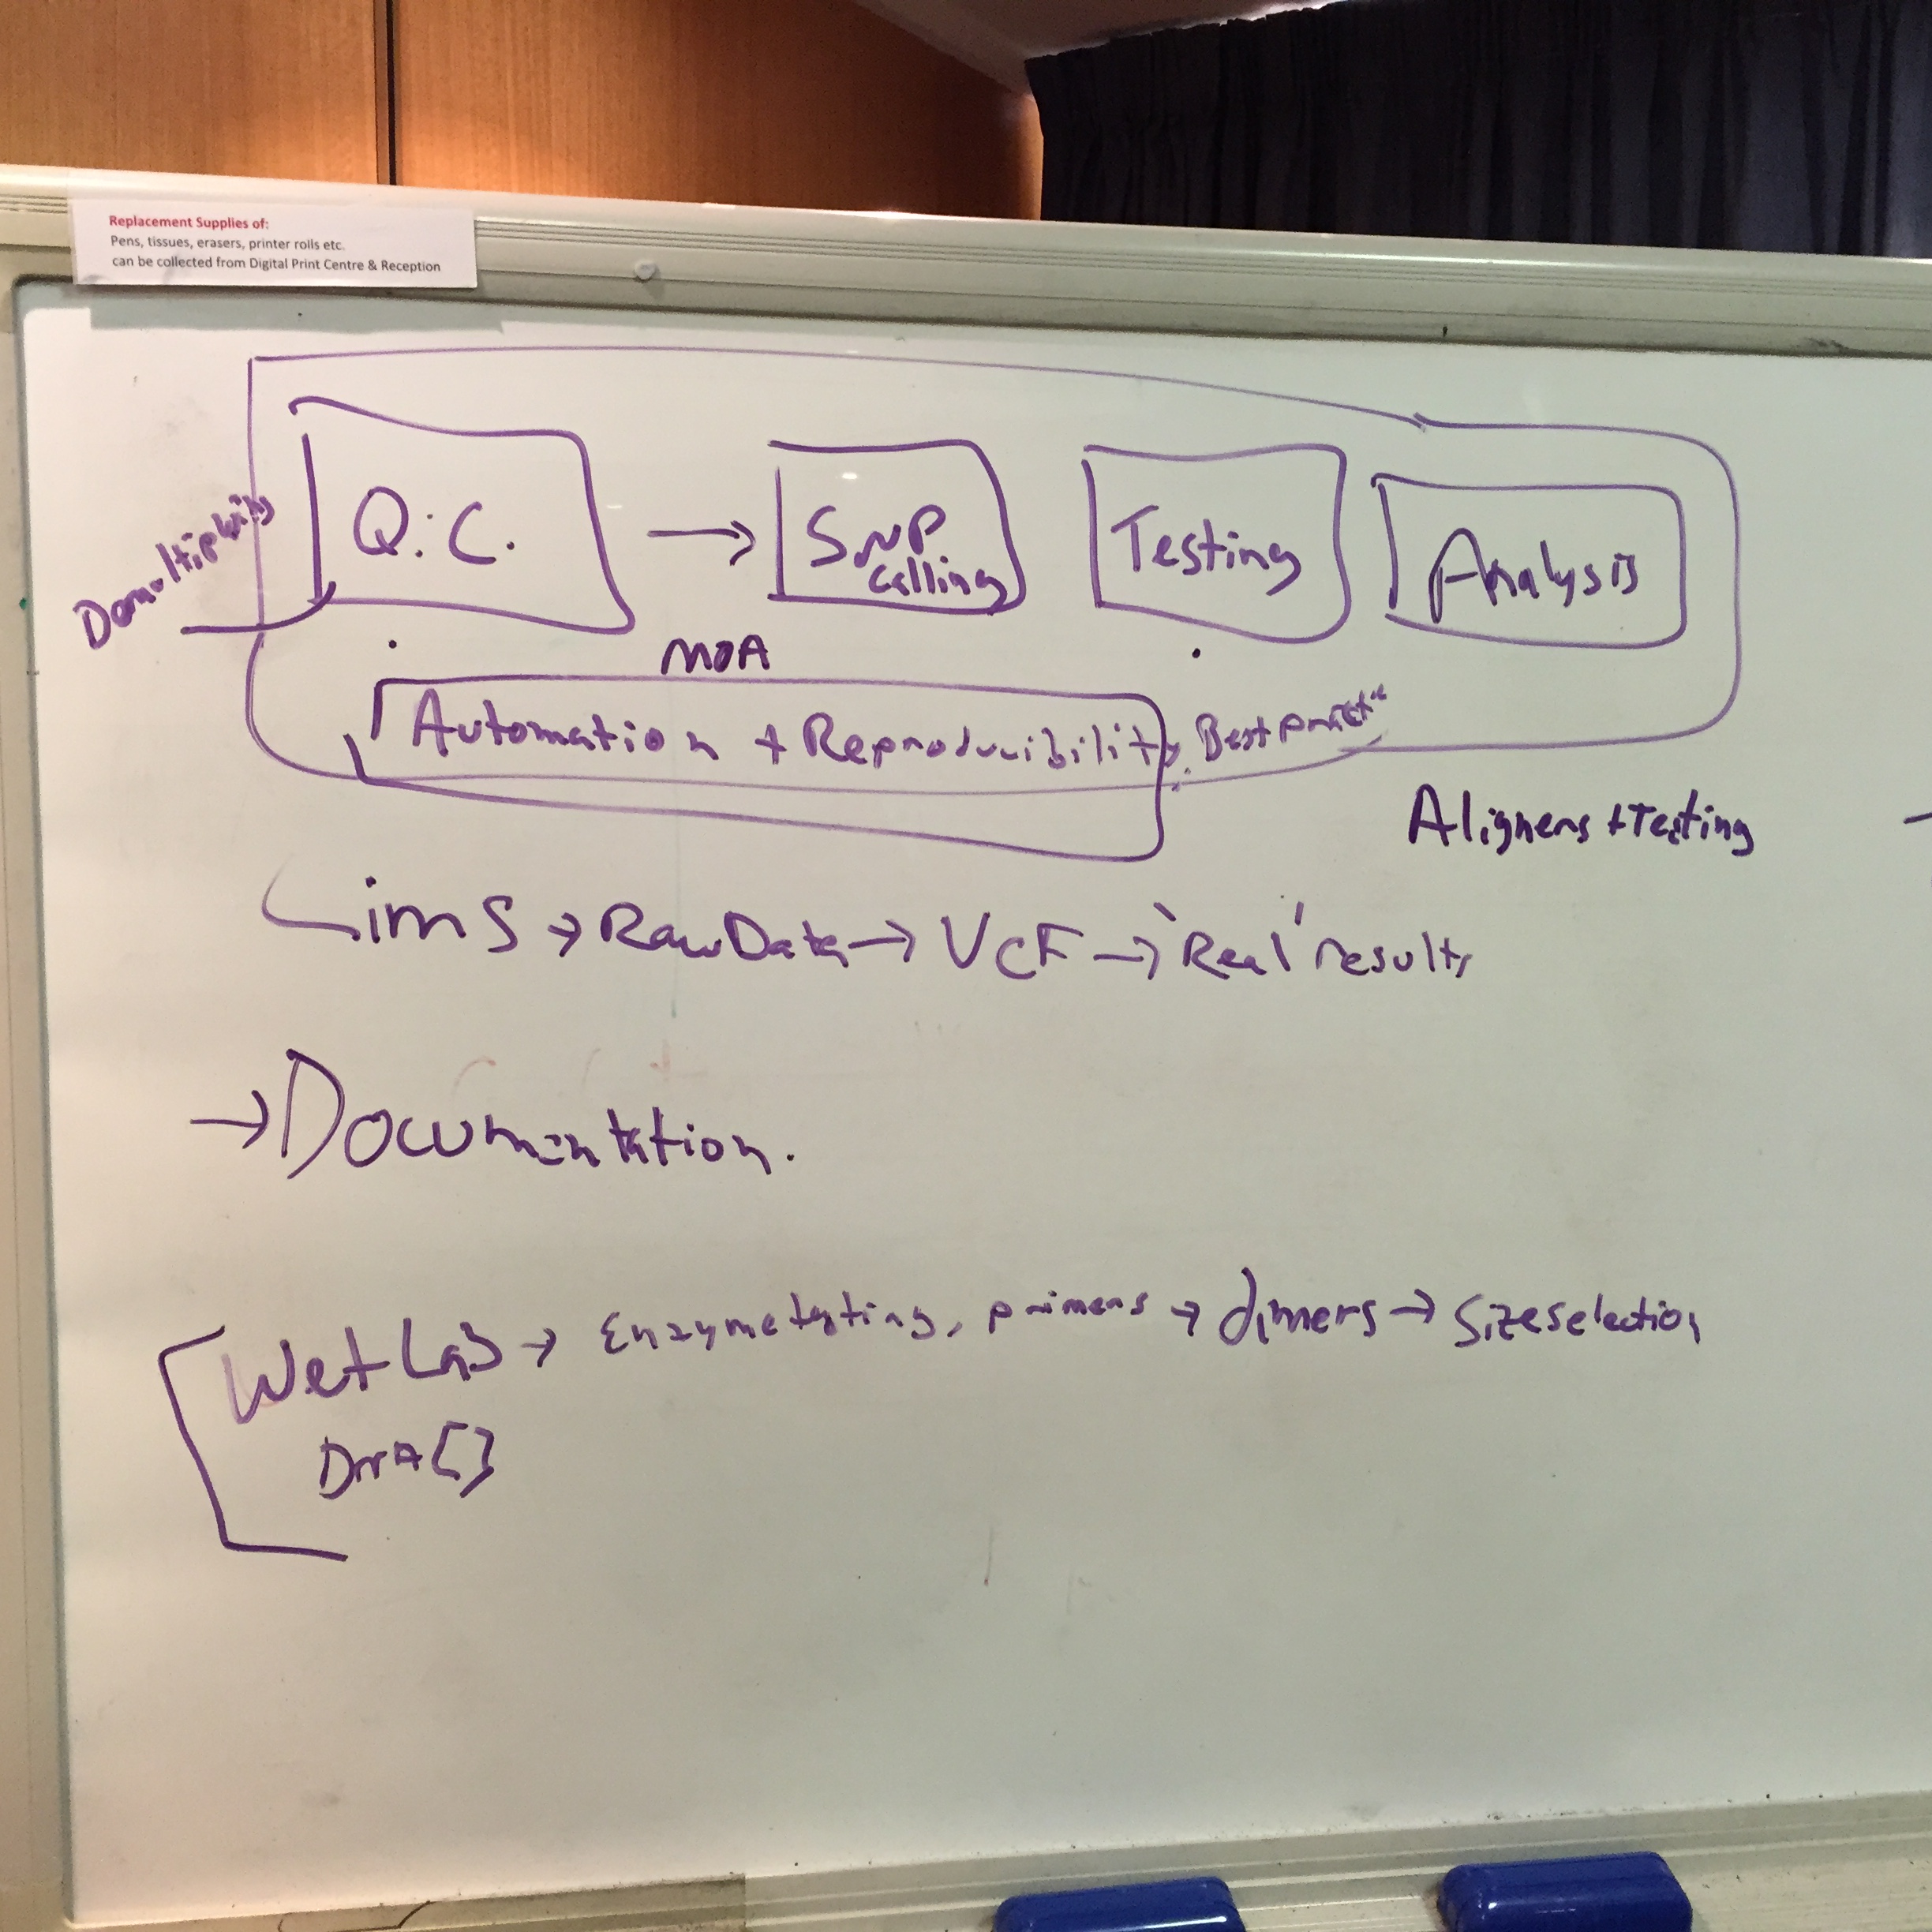 Replacement Supplies of:
Pens, tissues, erasers, printer rolls etc.
can be collected from Digital Print Centre & Reception
Q.C. → SNP Calling Testing Analysis
MOA
Automation + Reproducibility. Best
Aligners + Testing
Lims → Raw Data → VCF → 'Real' results
→ Documentation.
Wet Lab → Enzyme testing, primers → dimers → Size selection
DNA []